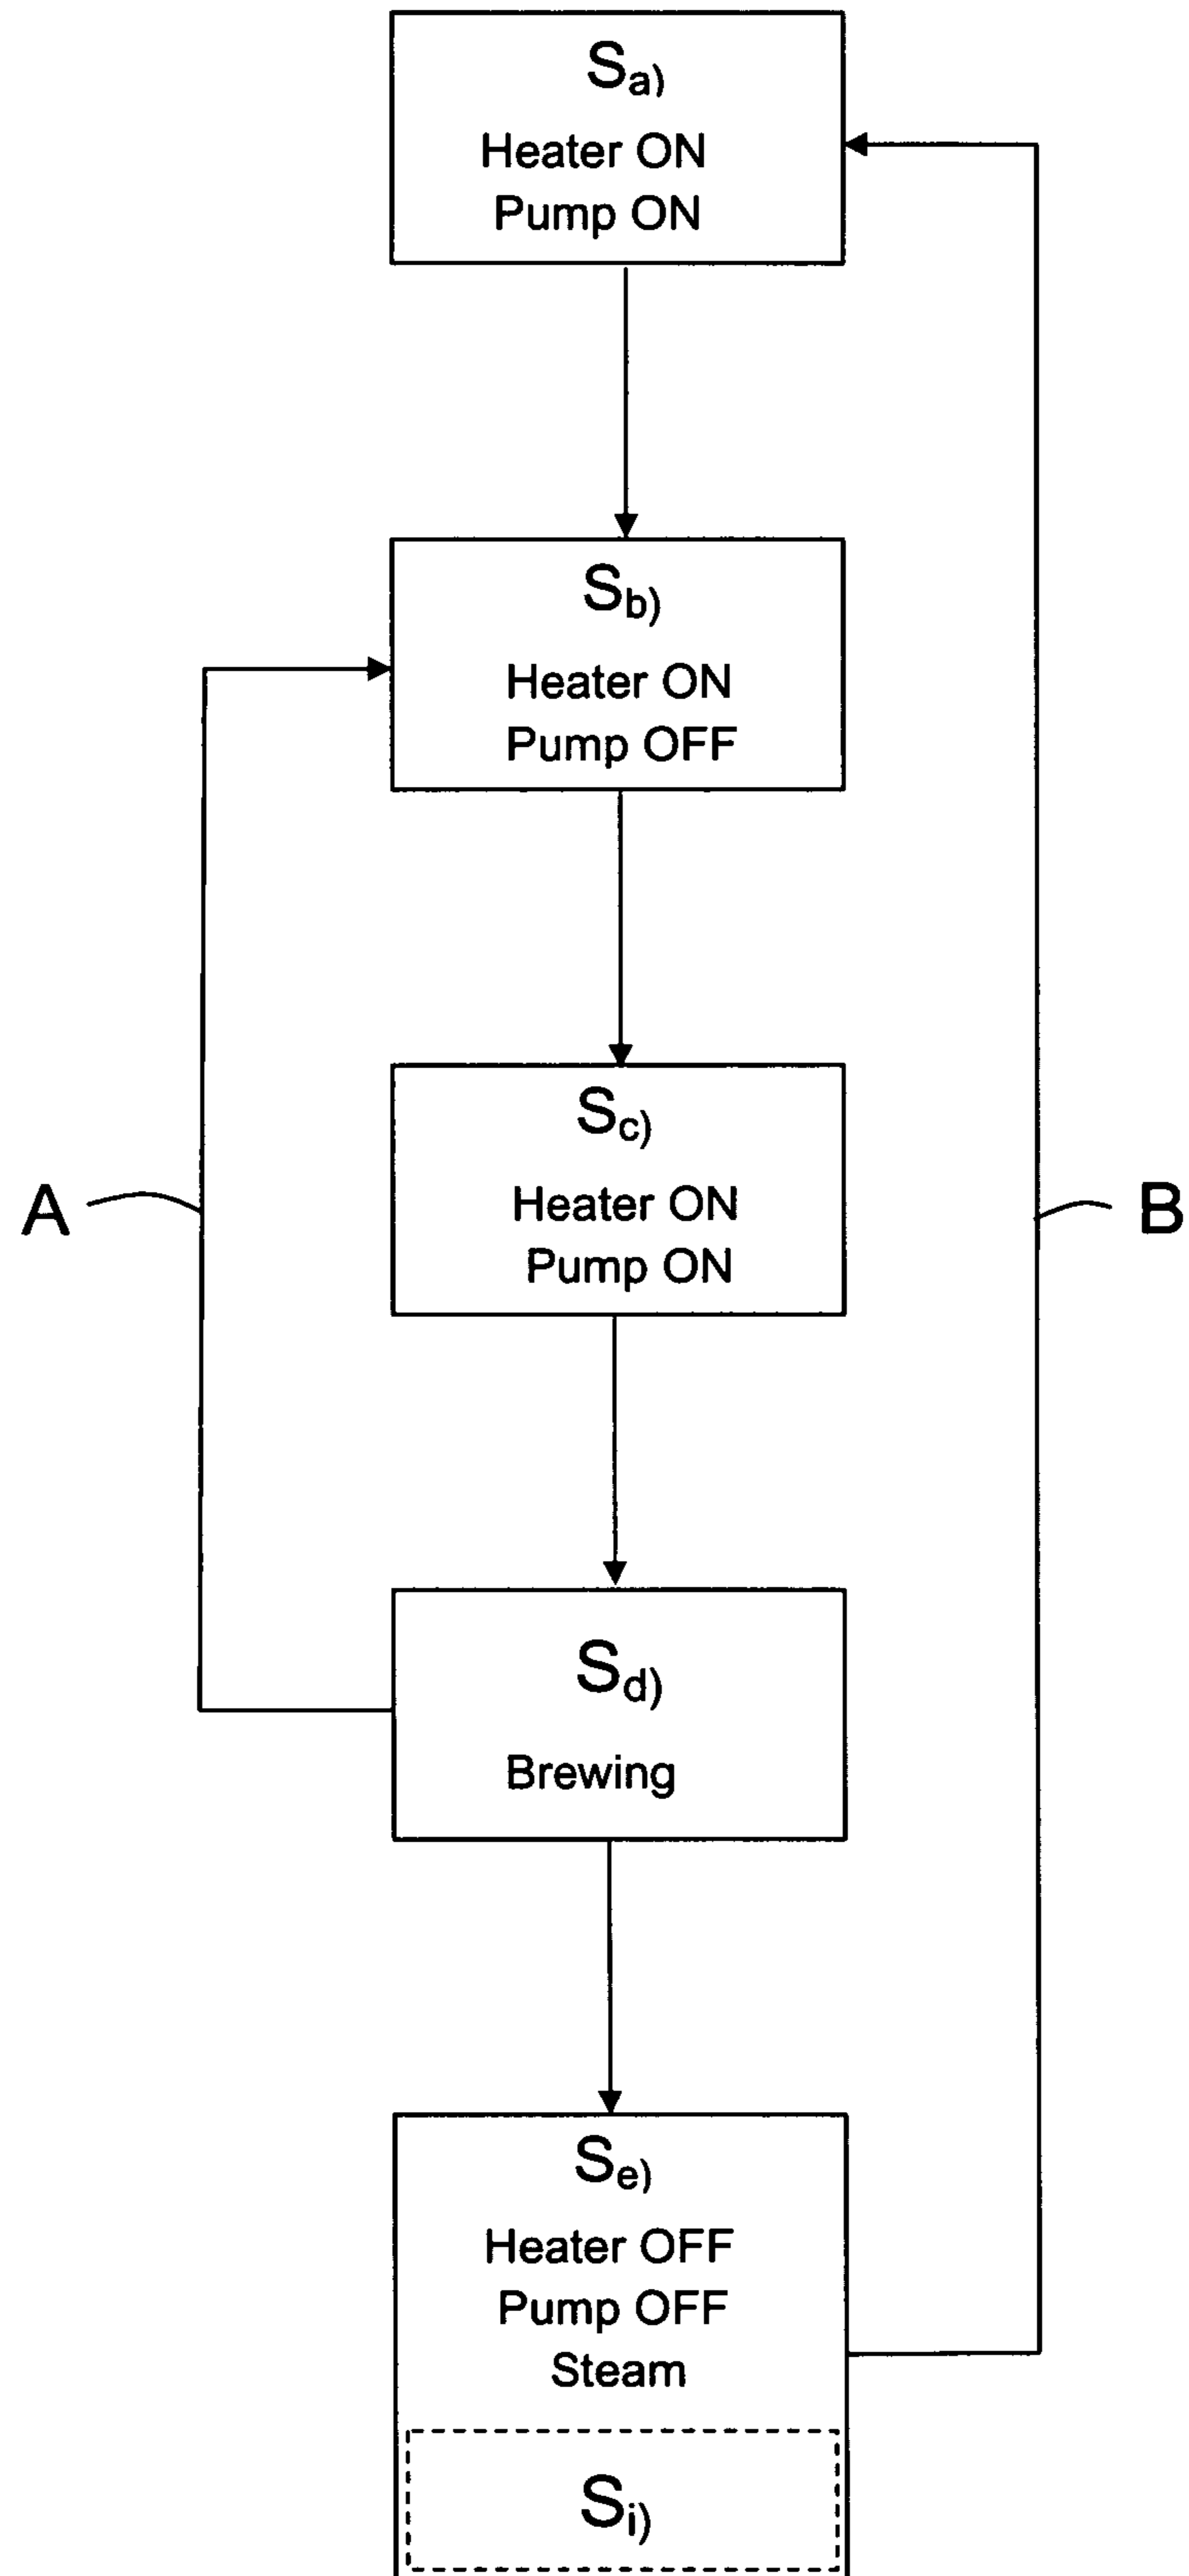 Sa)
Heater ON
Pump ON
Sb)
Heater ON
Pump OFF
Sc)
Heater ON
Pump ON
A
B
Sd)
Brewing
Se)
Heater OFF
Pump OFF
Steam
Si)